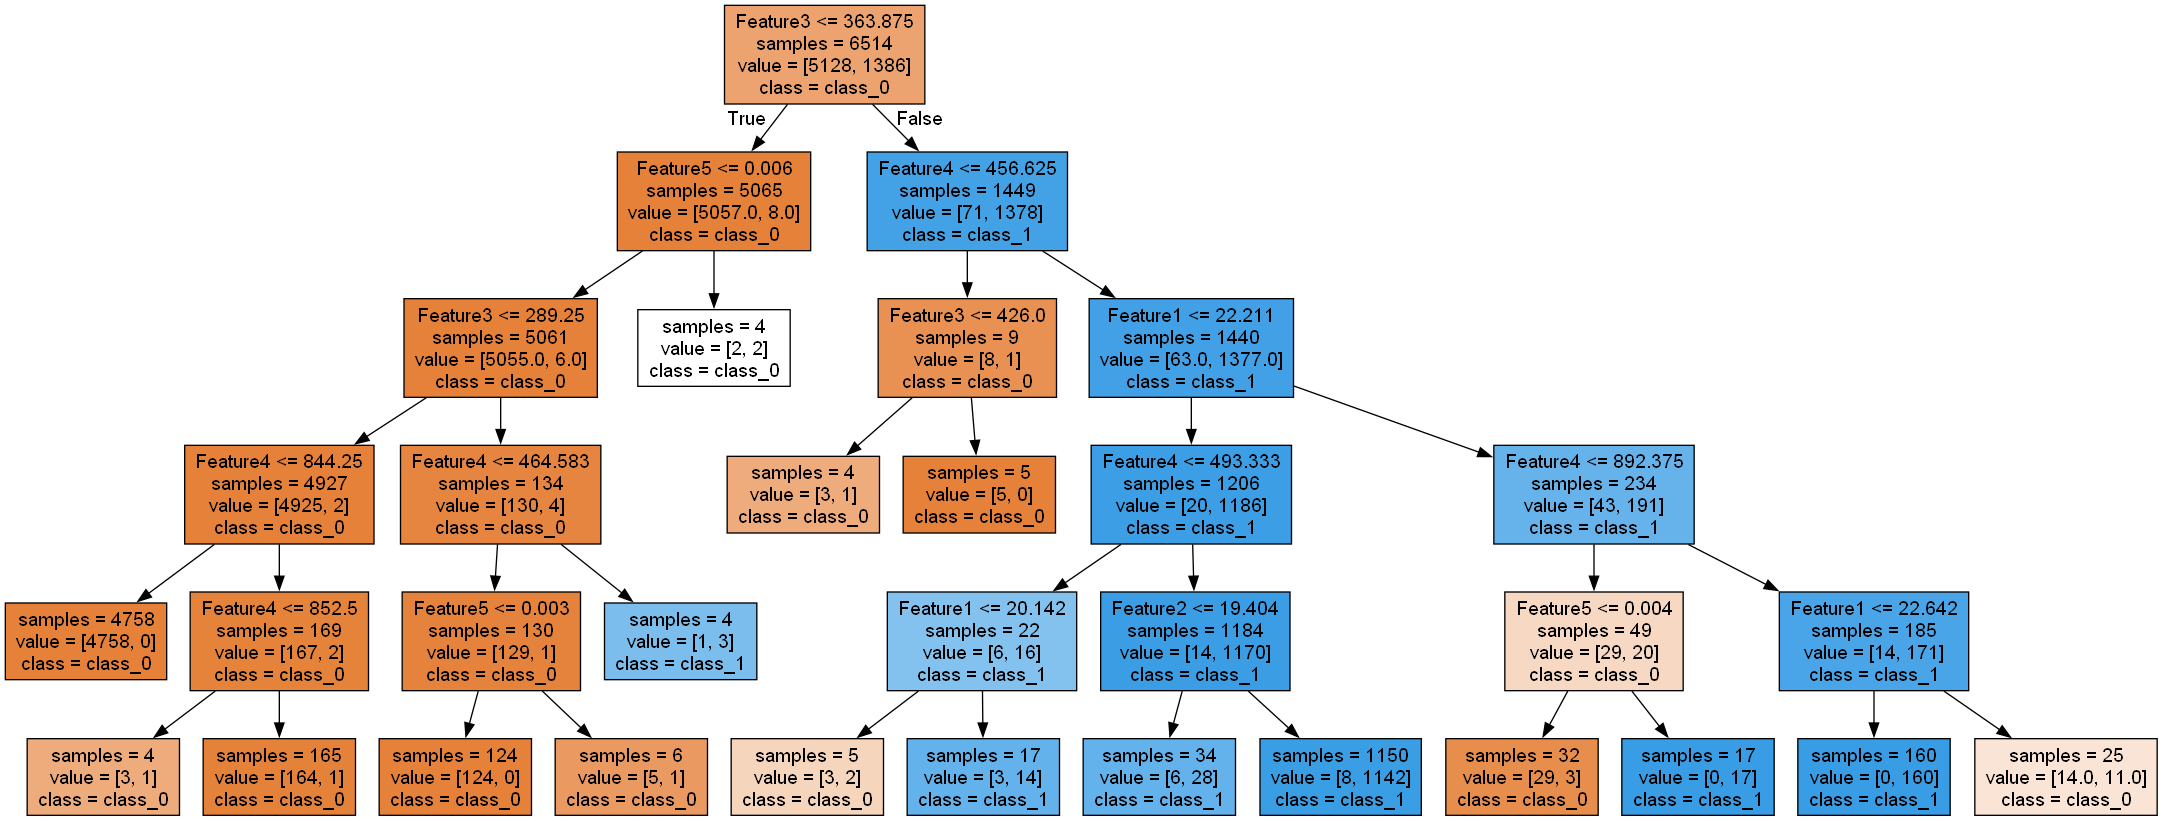 Feature3 <= 363.875
samples = 6514
value = [5128, 1386]
class = class_0
True
False
Feature5 <= 0.006
samples = 5065
value = [5057.0, 8.0]
class = class_0
Feature4 <= 456.625
samples = 1449
value = [71, 1378]
class = class_1
Feature3 <= 289.25
samples = 5061
value = [5055.0, 6.0]
class = class_0
samples = 4
value = [2, 2]
class = class_0
Feature3 <= 426.0
samples = 9
value = [8, 1]
class = class_0
Feature1 <= 22.211
samples = 1440
value = [63.0, 1377.0]
class = class_1
Feature4 <= 844.25
samples = 4927
value = [4925, 2]
class = class_0
Feature4 <= 464.583
samples = 134
value = [130, 4]
class = class_0
samples = 4
value = [3, 1]
class = class_0
samples = 5
value = [5, 0]
class = class_0
Feature4 <= 493.333
samples = 1206
value = [20, 1186]
class = class_1
Feature4 <= 892.375
samples = 234
value = [43, 191]
class = class_1
samples = 4758
value = [4758, 0]
class = class_0
Feature4 <= 852.5
samples = 169
value = [167, 2]
class = class_0
Feature5 <= 0.003
samples = 130
value = [129, 1]
class = class_0
samples = 4
value = [1, 3]
class = class_1
Feature1 <= 20.142
samples = 22
value = [6, 16]
class = class_1
Feature2 <= 19.404
samples = 1184
value = [14, 1170]
class = class_1
Feature5 <= 0.004
samples = 49
value = [29, 20]
class = class_0
Feature1 <= 22.642
samples = 185
value = [14, 171]
class = class_1
samples = 4
value = [3, 1]
class = class_0
samples = 165
value = [164, 1]
class = class_0
samples = 124
value = [124, 0]
class = class_0
samples = 6
value = [5, 1]
class = class_0
samples = 5
value = [3, 2]
class = class_0
samples = 17
value = [3, 14]
class = class_1
samples = 34
value = [6, 28]
class = class_1
samples = 1150
value = [8, 1142]
class = class_1
samples = 32
value = [29, 3]
class = class_0
samples = 17
value = [0, 17]
class = class_1
samples = 160
value = [0, 160]
class = class_1
samples = 25
value = [14.0, 11.0]
class = class_0